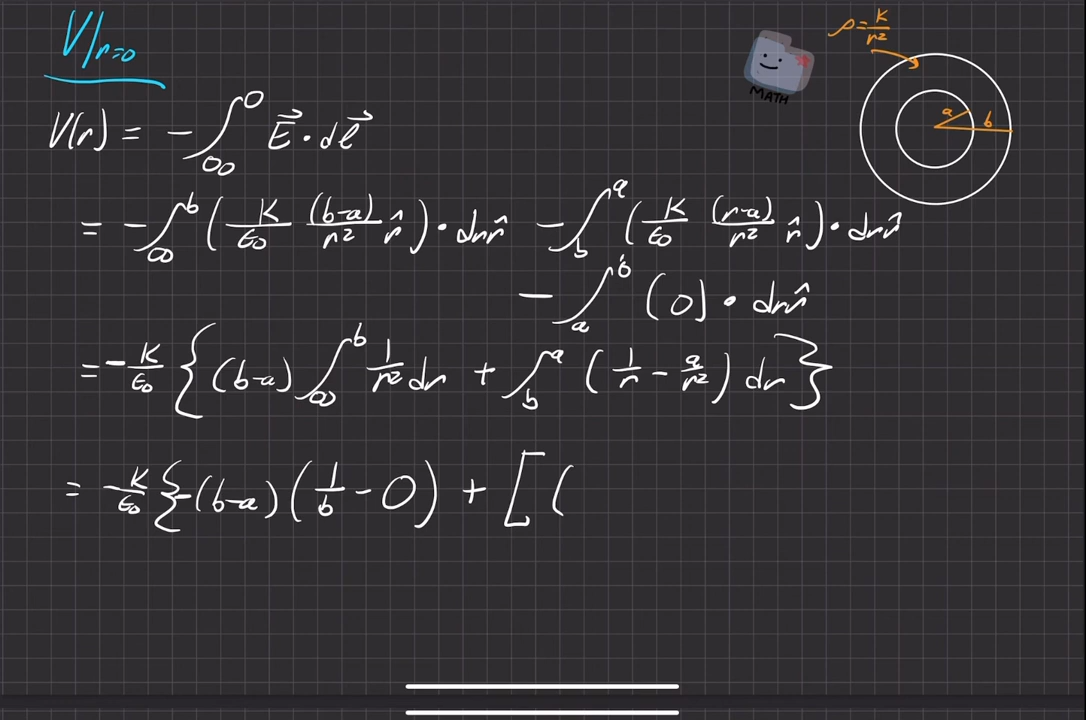 V|r=0
ρ = k/r²
MATH
a b
V(r) = - ∫_∞^0 E⃗ · dl⃗
= - ∫_∞^b (k/ε₀ (b-a)/r² r̂) · dr r̂ - ∫_b^a (k/ε₀ (r-a)/r² r̂) · dr r̂
- ∫_a^0 (0) · dr r̂
= - k/ε₀ { (b-a) ∫_∞^b 1/r² dr + ∫_b^a (1/r - a/r²) dr }
= - k/ε₀ { -(b-a) (1/b - 0) + [ (